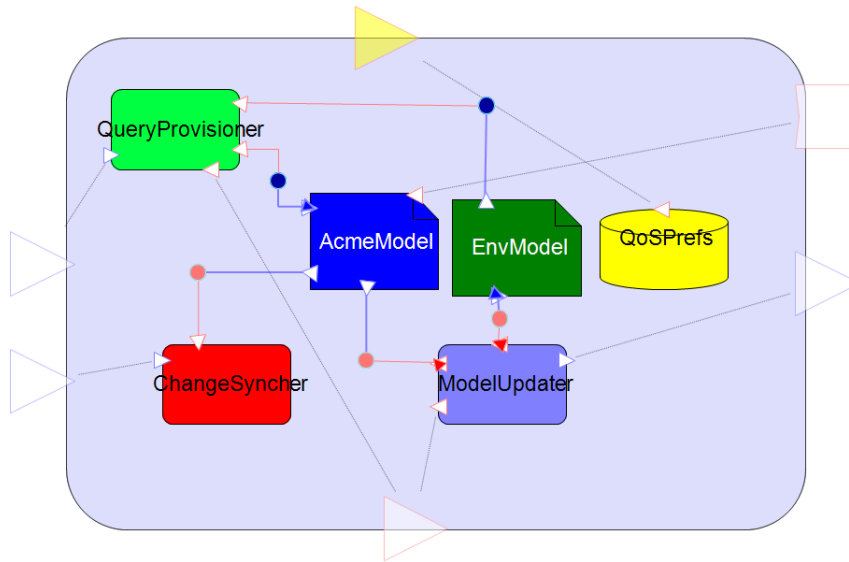 QueryProvisioner
AcmeModel
EnvModel
QoSPrefs
ChangeSyncher
ModelUpdater